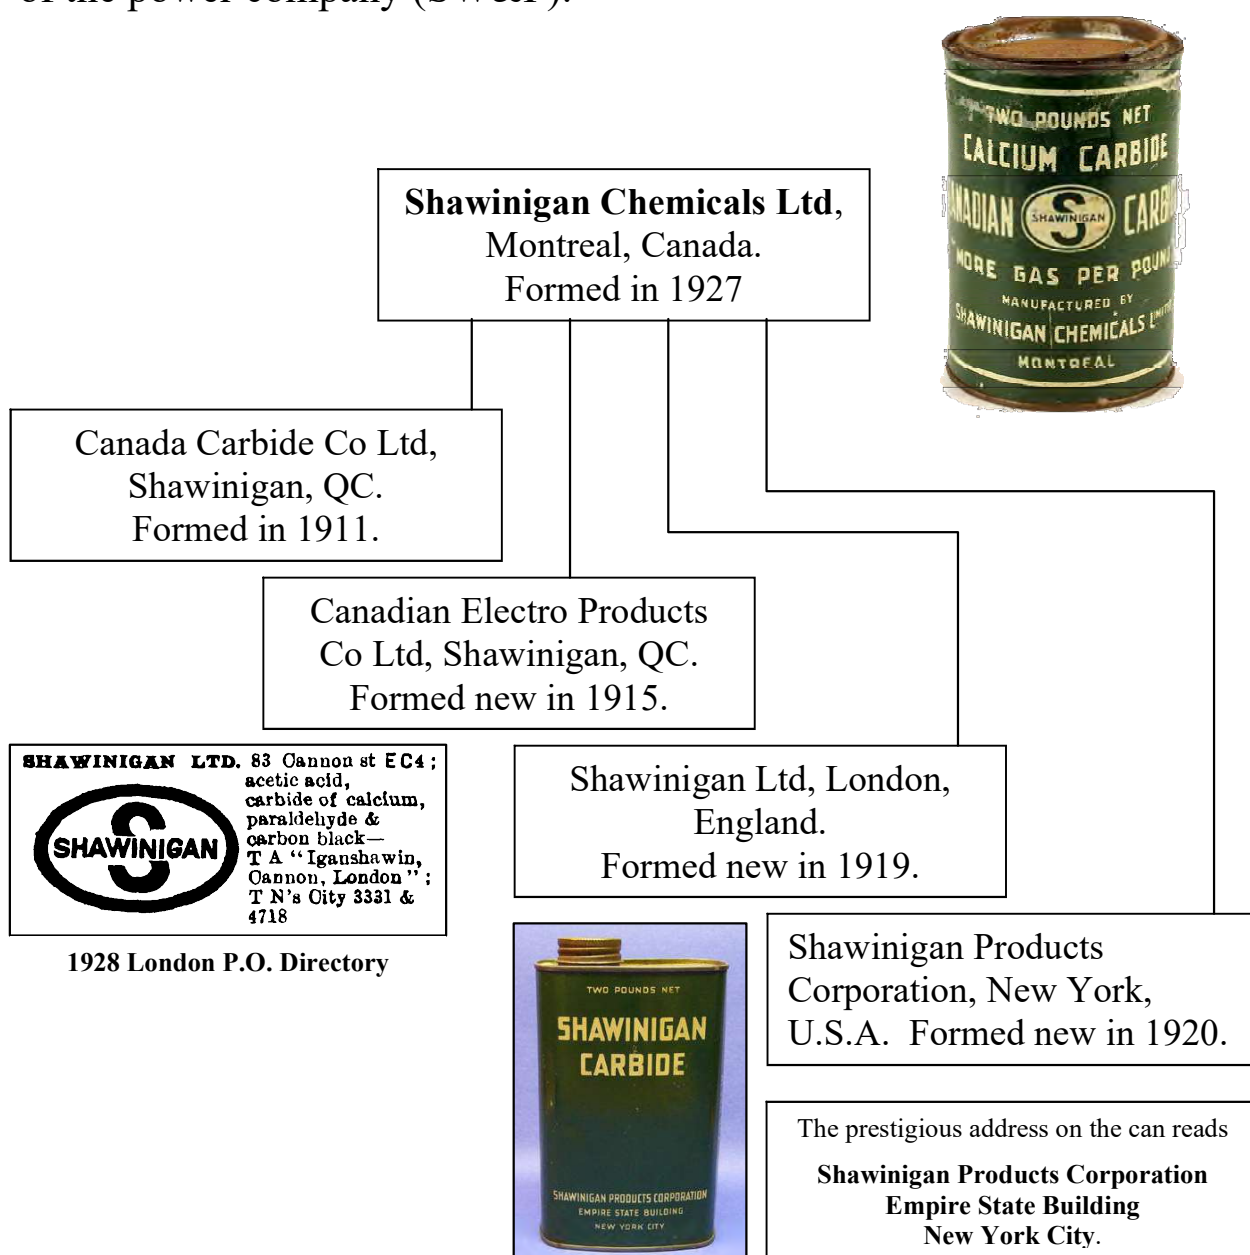 of the power company (SW&P).
TWO POUNDS NET
CALCIUM CARBIDE
ANADIAN SHAWINIGAN S CARB
MORE GAS PER POUN
MANUFACTURED BY
SHAWINIGAN CHEMICALS LIMITE
MONTREAL
Shawinigan Chemicals Ltd,
Montreal, Canada.
Formed in 1927
Canada Carbide Co Ltd,
Shawinigan, QC.
Formed in 1911.
Canadian Electro Products
Co Ltd, Shawinigan, QC.
Formed new in 1915.
SHAWINIGAN LTD. 83 Cannon st EC4;
acetic acid,
carbide of calcium,
paraldehyde &
carbon black—
T A "Iganshawin,
Cannon, London";
T N's City 3331 &
4718
S
SHAWINIGAN
1928 London P.O. Directory
Shawinigan Ltd, London,
England.
Formed new in 1919.
Shawinigan Products
Corporation, New York,
U.S.A. Formed new in 1920.
TWO POUNDS NET
SHAWINIGAN
CARBIDE
SHAWINIGAN PRODUCTS CORPORATION
EMPIRE STATE BUILDING
NEW YORK CITY
The prestigious address on the can reads
Shawinigan Products Corporation
Empire State Building
New York City.